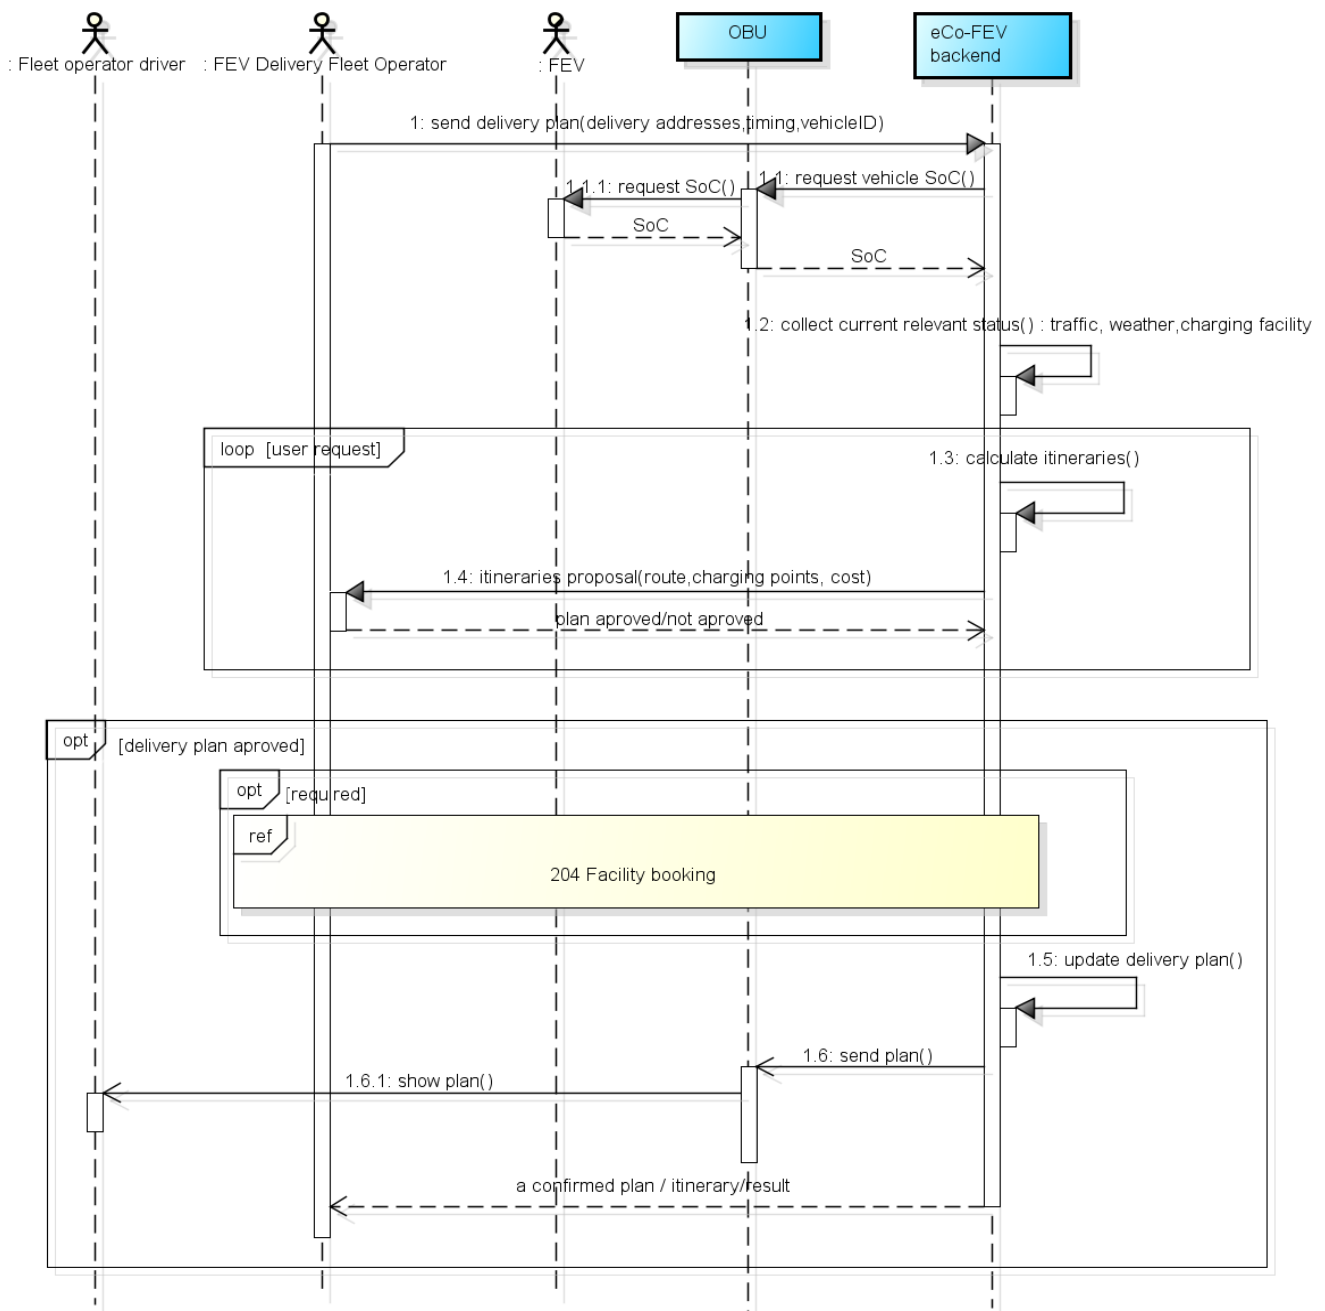 : Fleet operator driver
: FEV Delivery Fleet Operator
: FEV
OBU
eCo-FEV
backend
1: send delivery plan(delivery addresses,timing,vehicleID)
1.1: request vehicle SoC()
1.1.1: request SoC()
SoC
SoC
1.2: collect current relevant status() : traffic, weather,charging facility
loop [user request]
1.3: calculate itineraries()
1.4: itineraries proposal(route,charging points, cost)
plan aproved/not aproved
opt [delivery plan aproved]
opt [required]
ref
204 Facility booking
1.5: update delivery plan()
1.6: send plan()
1.6.1: show plan()
a confirmed plan / itinerary/result